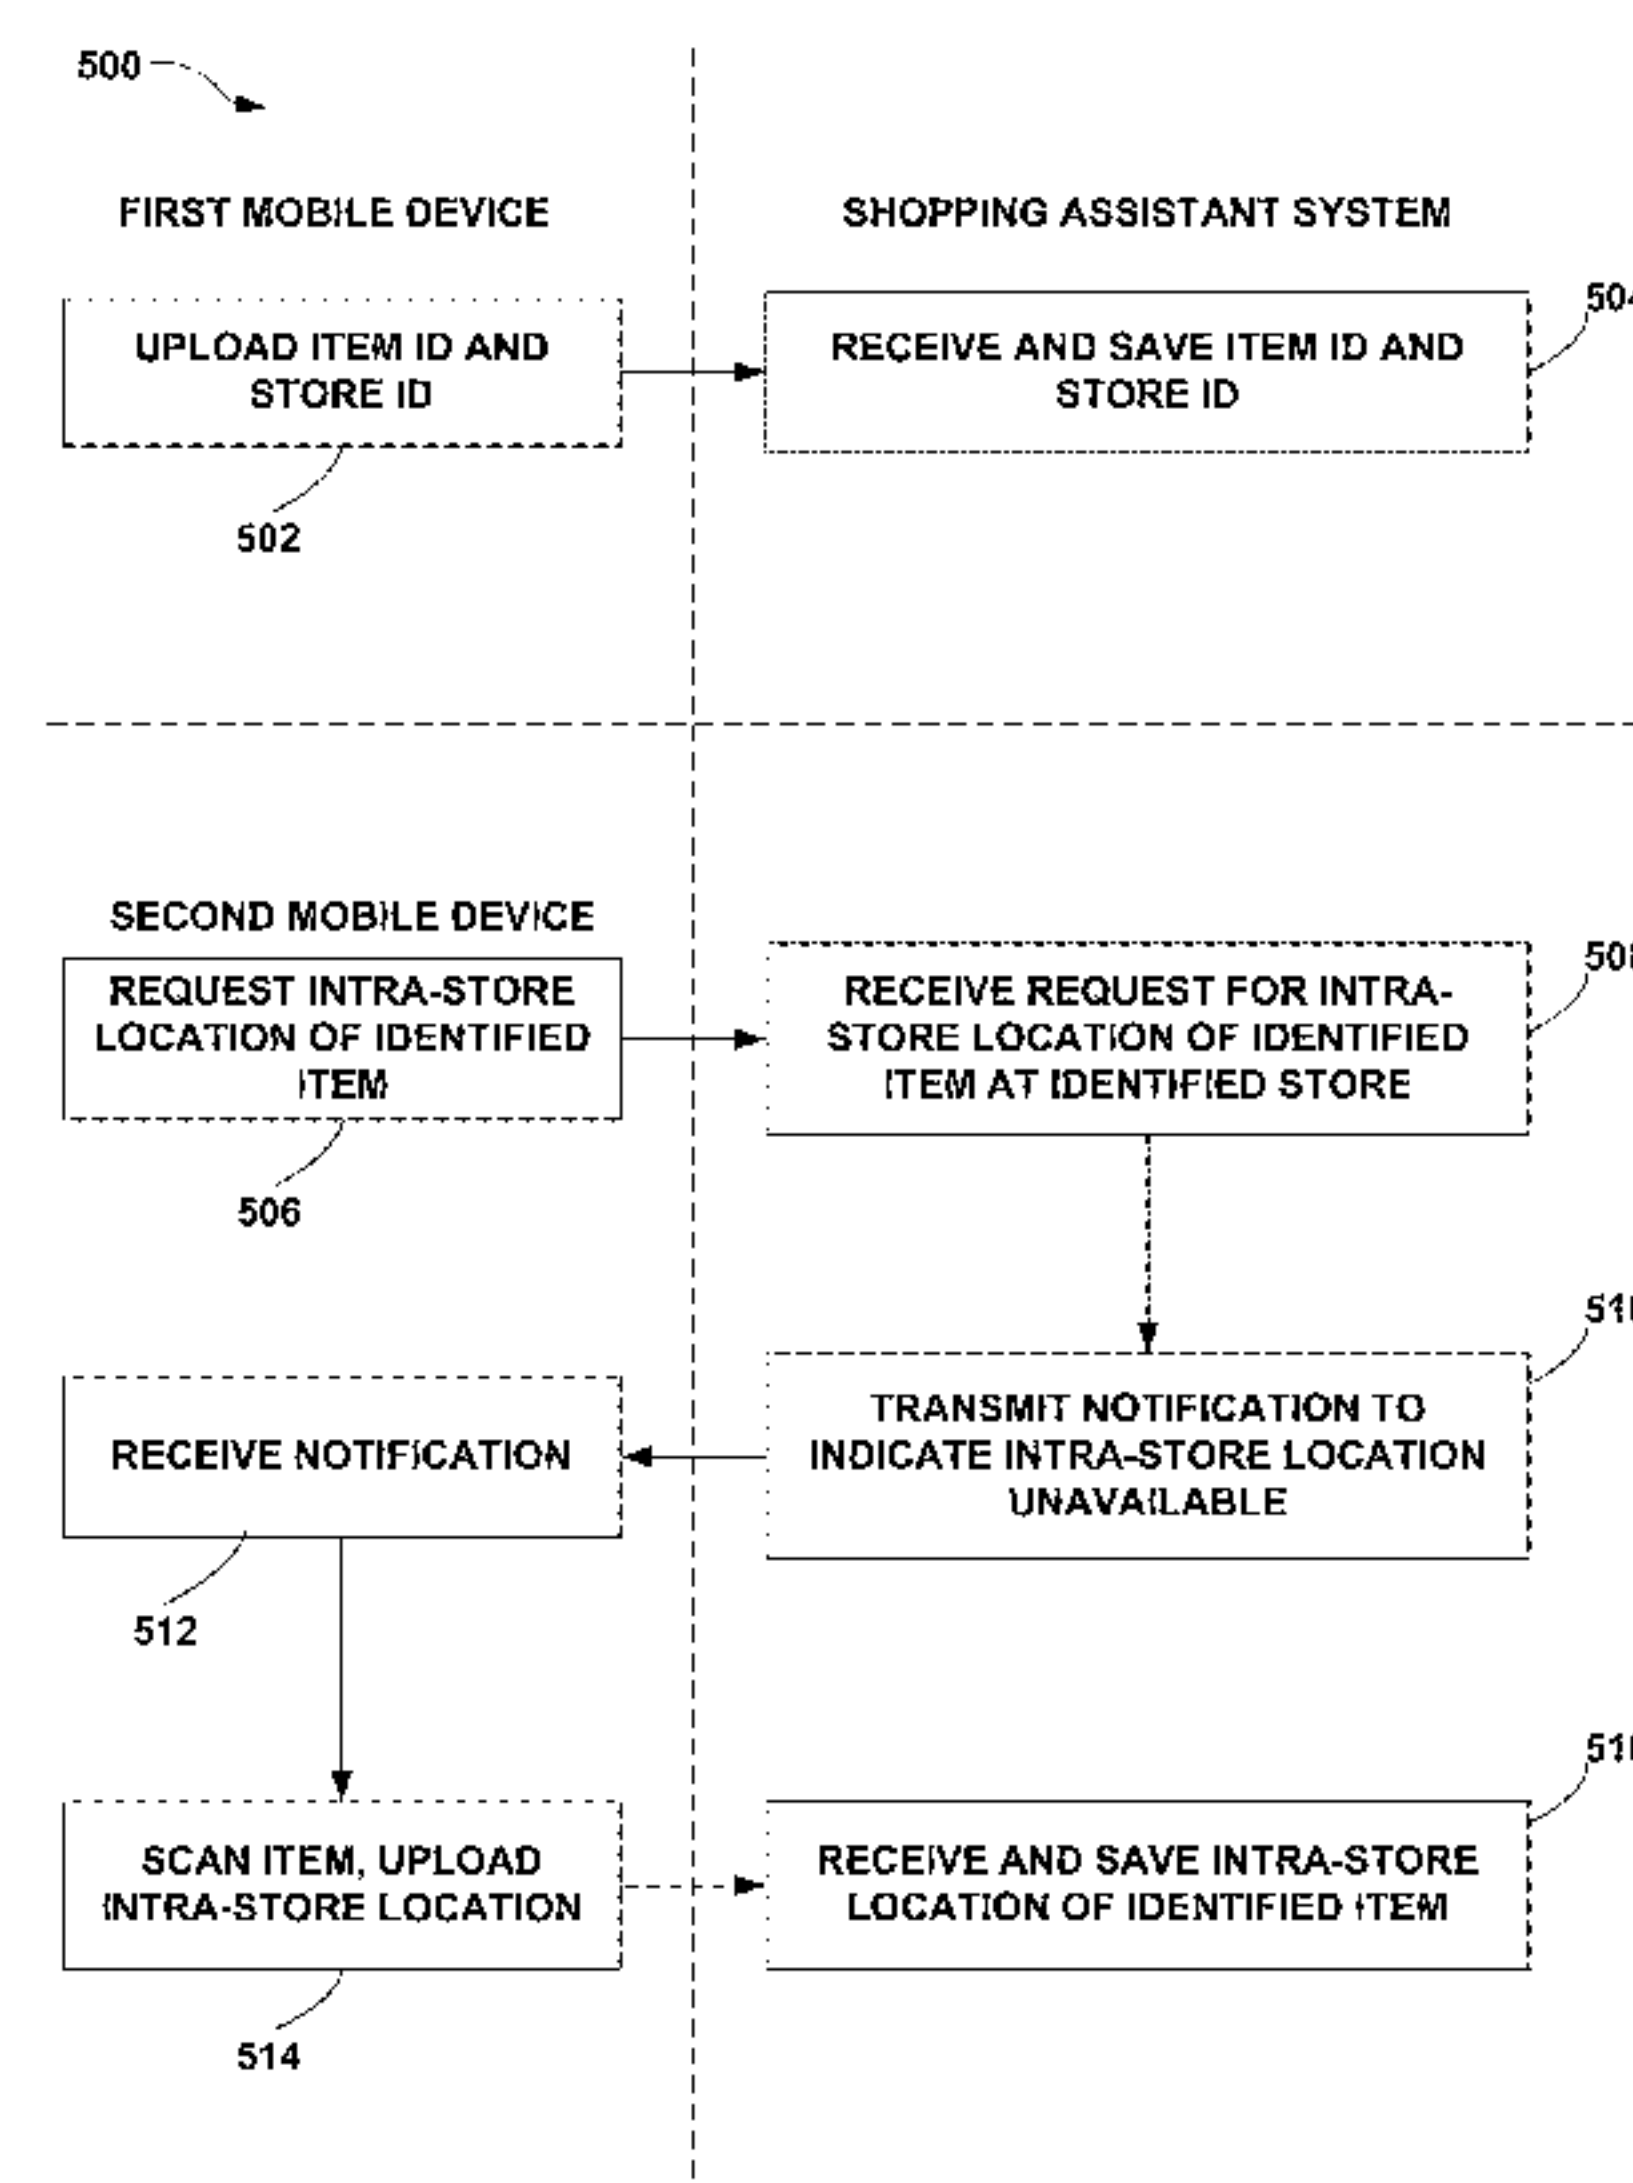 500
FIRST MOBILE DEVICE
SHOPPING ASSISTANT SYSTEM
UPLOAD ITEM ID AND
STORE ID
502
RECEIVE AND SAVE ITEM ID AND
STORE ID
504
SECOND MOBILE DEVICE
REQUEST INTRA-STORE
LOCATION OF IDENTIFIED
ITEM
506
RECEIVE REQUEST FOR INTRA-
STORE LOCATION OF IDENTIFIED
ITEM AT IDENTIFIED STORE
TRANSMIT NOTIFICATION TO
INDICATE INTRA-STORE LOCATION
UNAVAILABLE
RECEIVE NOTIFICATION
512
SCAN ITEM, UPLOAD
INTRA-STORE LOCATION
514
RECEIVE AND SAVE INTRA-STORE
LOCATION OF IDENTIFIED ITEM